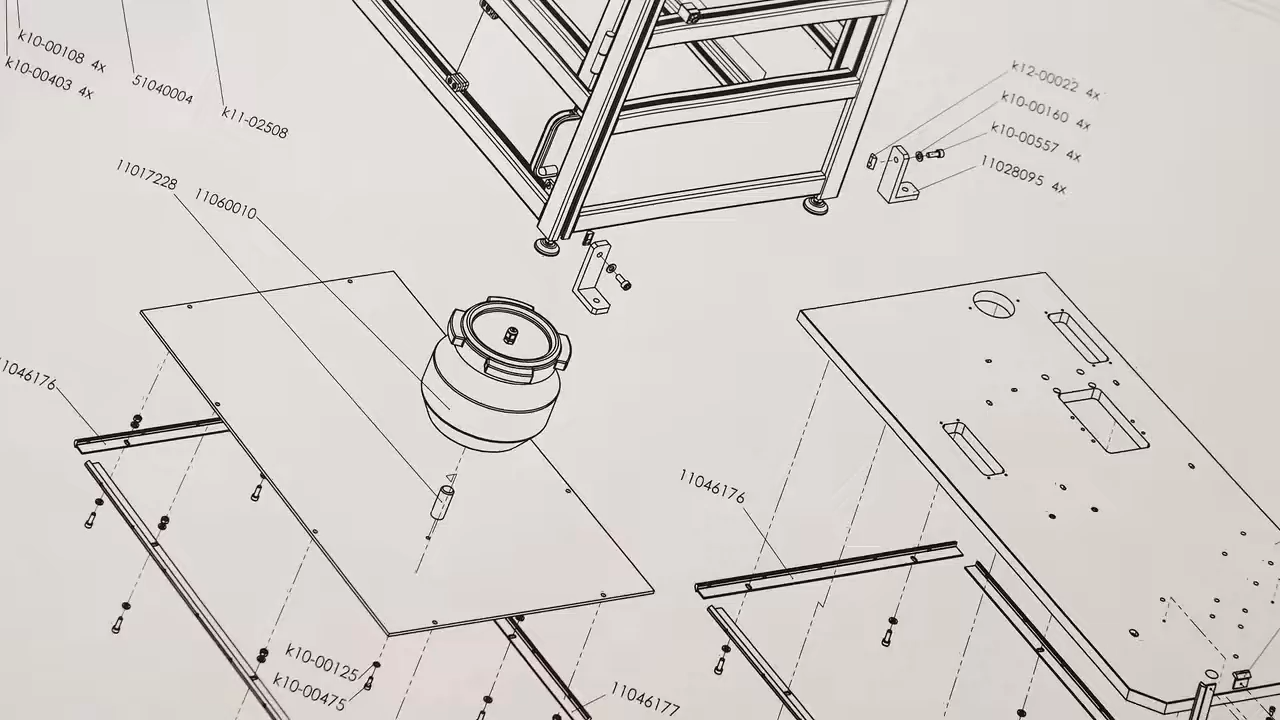 k10-00108 4x
k10-00403 4x
51040004
k11-02508
k12-00022 4x
k10-00160 4x
k10-00557 4x
11028095 4x
11017228
11060010
11046176
11046176
k10-00125
k10-00475
11046177